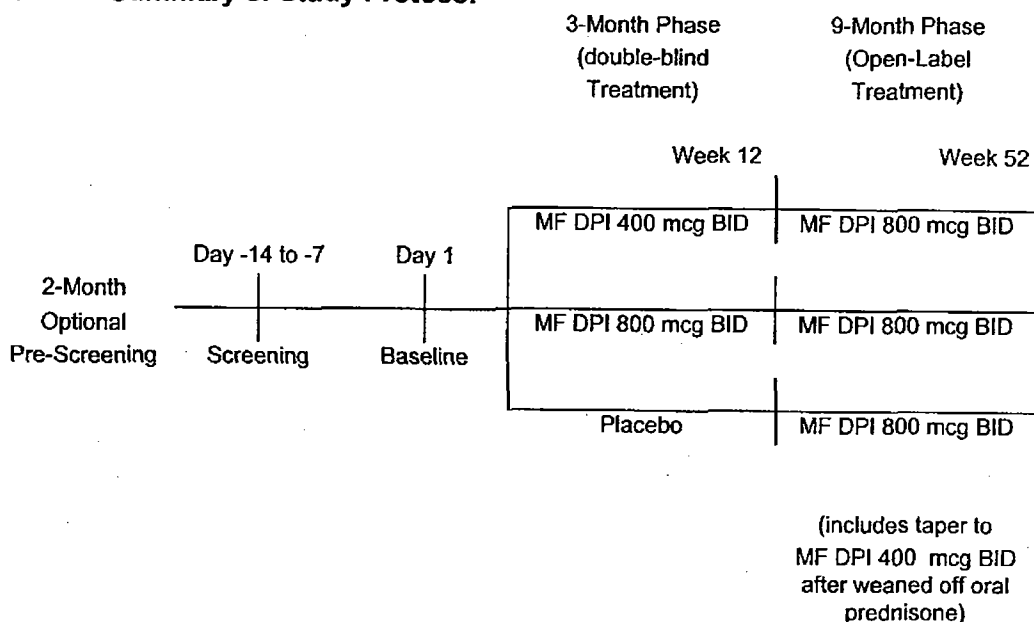 Summary of Study Protocol
3-Month Phase
(double-blind
Treatment)
9-Month Phase
(Open-Label
Treatment)
Week 12
Week 52
MF DPI 400 mcg BID
MF DPI 800 mcg BID
Day -14 to -7
Day 1
2-Month
Optional
Pre-Screening
Screening
Baseline
MF DPI 800 mcg BID
MF DPI 800 mcg BID
Placebo
MF DPI 800 mcg BID
(includes taper to
MF DPI 400 mcg BID
after weaned off oral
prednisone)